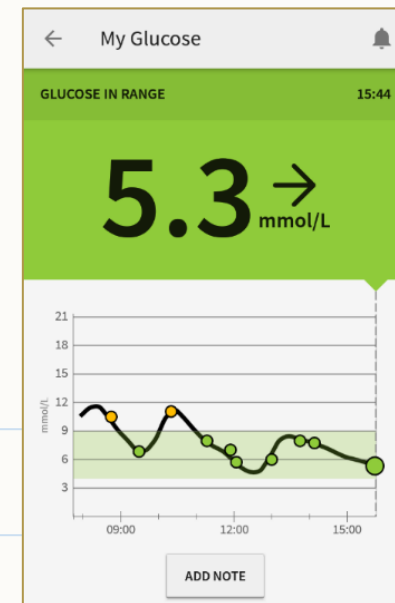 My Glucose
GLUCOSE IN RANGE 15:44
5.3 mmol/L
21
18
15
12
9
6
3
mmol/L
09:00 12:00 15:00
ADD NOTE